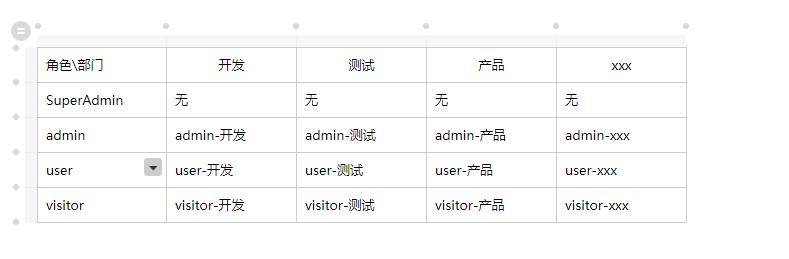 角色\部门 开发 测试 产品 xxx
SuperAdmin 无 无 无 无
admin admin-开发 admin-测试 admin-产品 admin-xxx
user user-开发 user-测试 user-产品 user-xxx
visitor visitor-开发 visitor-测试 visitor-产品 visitor-xxx